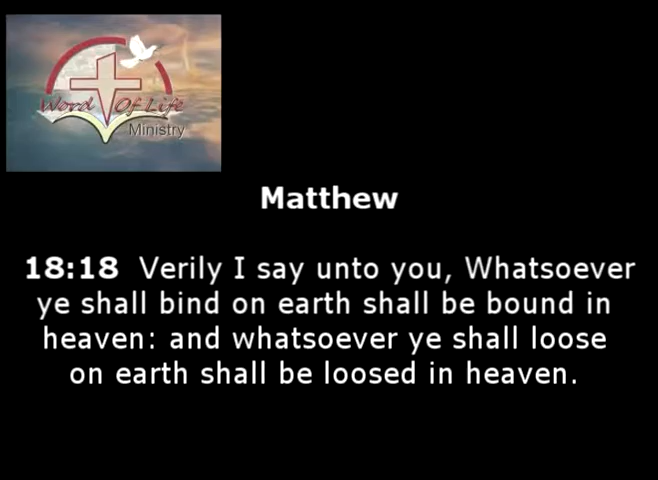 Word Of Life
Ministry
Matthew
18:18 Verily I say unto you, Whatsoever
ye shall bind on earth shall be bound in
heaven: and whatsoever ye shall loose
on earth shall be loosed in heaven.